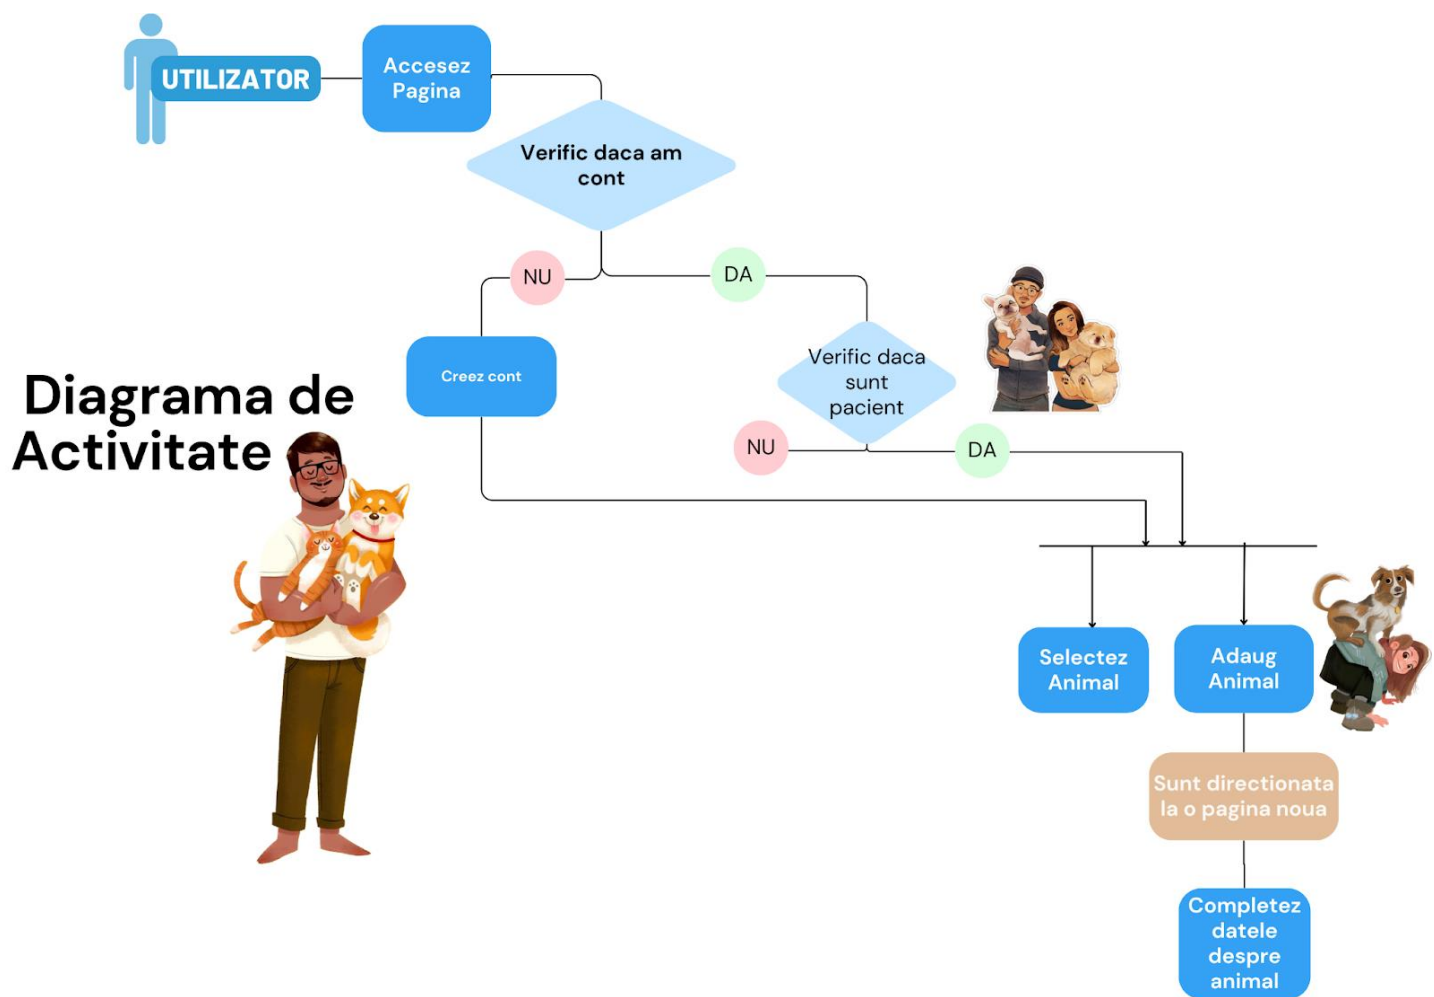 UTILIZATOR
Accesez
Pagina
Verific daca am
cont
NU
DA
Creez cont
Verific daca
sunt
pacient
NU
DA
Diagrama de
Activitate
Selectez
Animal
Adaug
Animal
Sunt directionata
la o pagina noua
Completez
datele
despre
animal